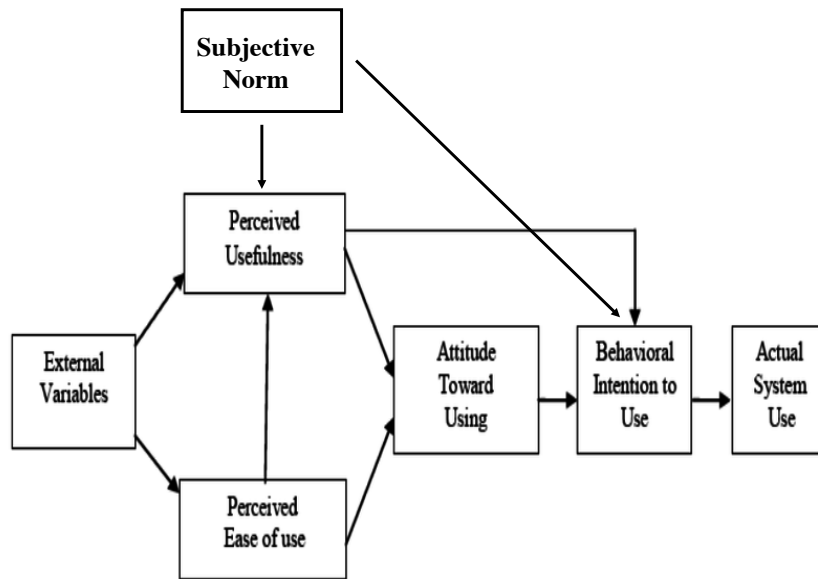 Subjective
Norm
Perceived
Usefulness
External
Variables
Attitude
Toward
Using
Behavioral
Intention to
Use
Actual
System
Use
Perceived
Ease of use